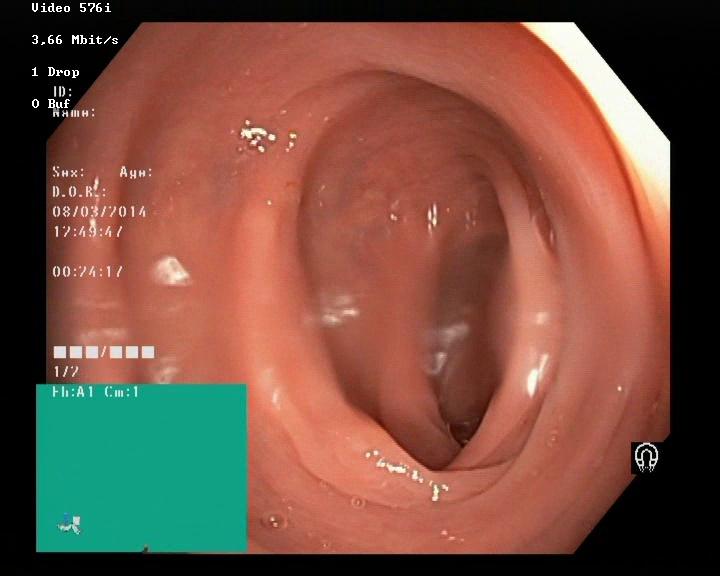 Video 576i
3,66 Mbit/s
1 Drop
0 Buf
ID:
Name:
Sex: Age:
D.O.B.:
08/03/2014
12:49:47
00:24:17
■■■/■■■
1/2
Eh:A1 Cm:1